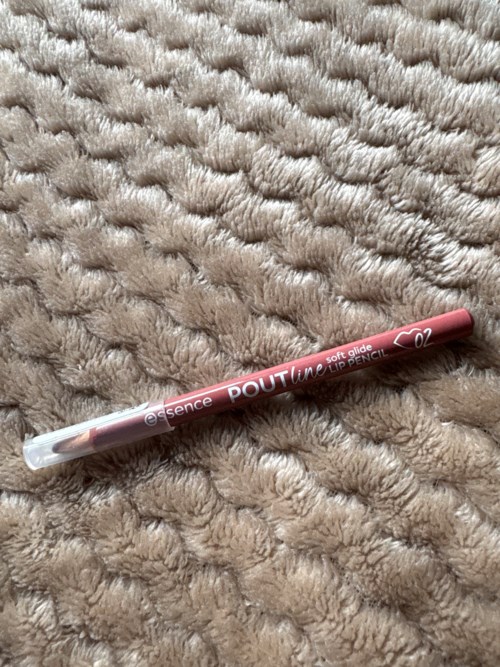 essence POUTline soft glide
LIP PENCIL 02